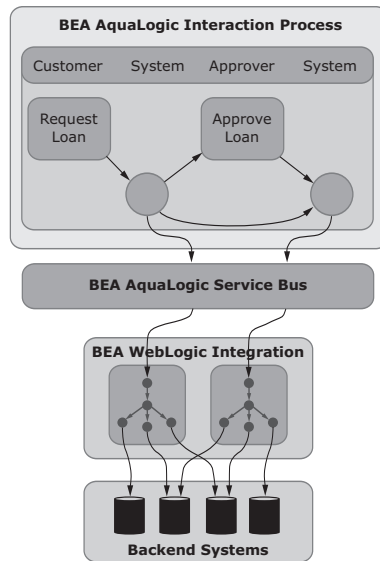 BEA AquaLogic Interaction Process
Customer System Approver System
Request
Loan
Approve
Loan
BEA AquaLogic Service Bus
BEA WebLogic Integration
Backend Systems